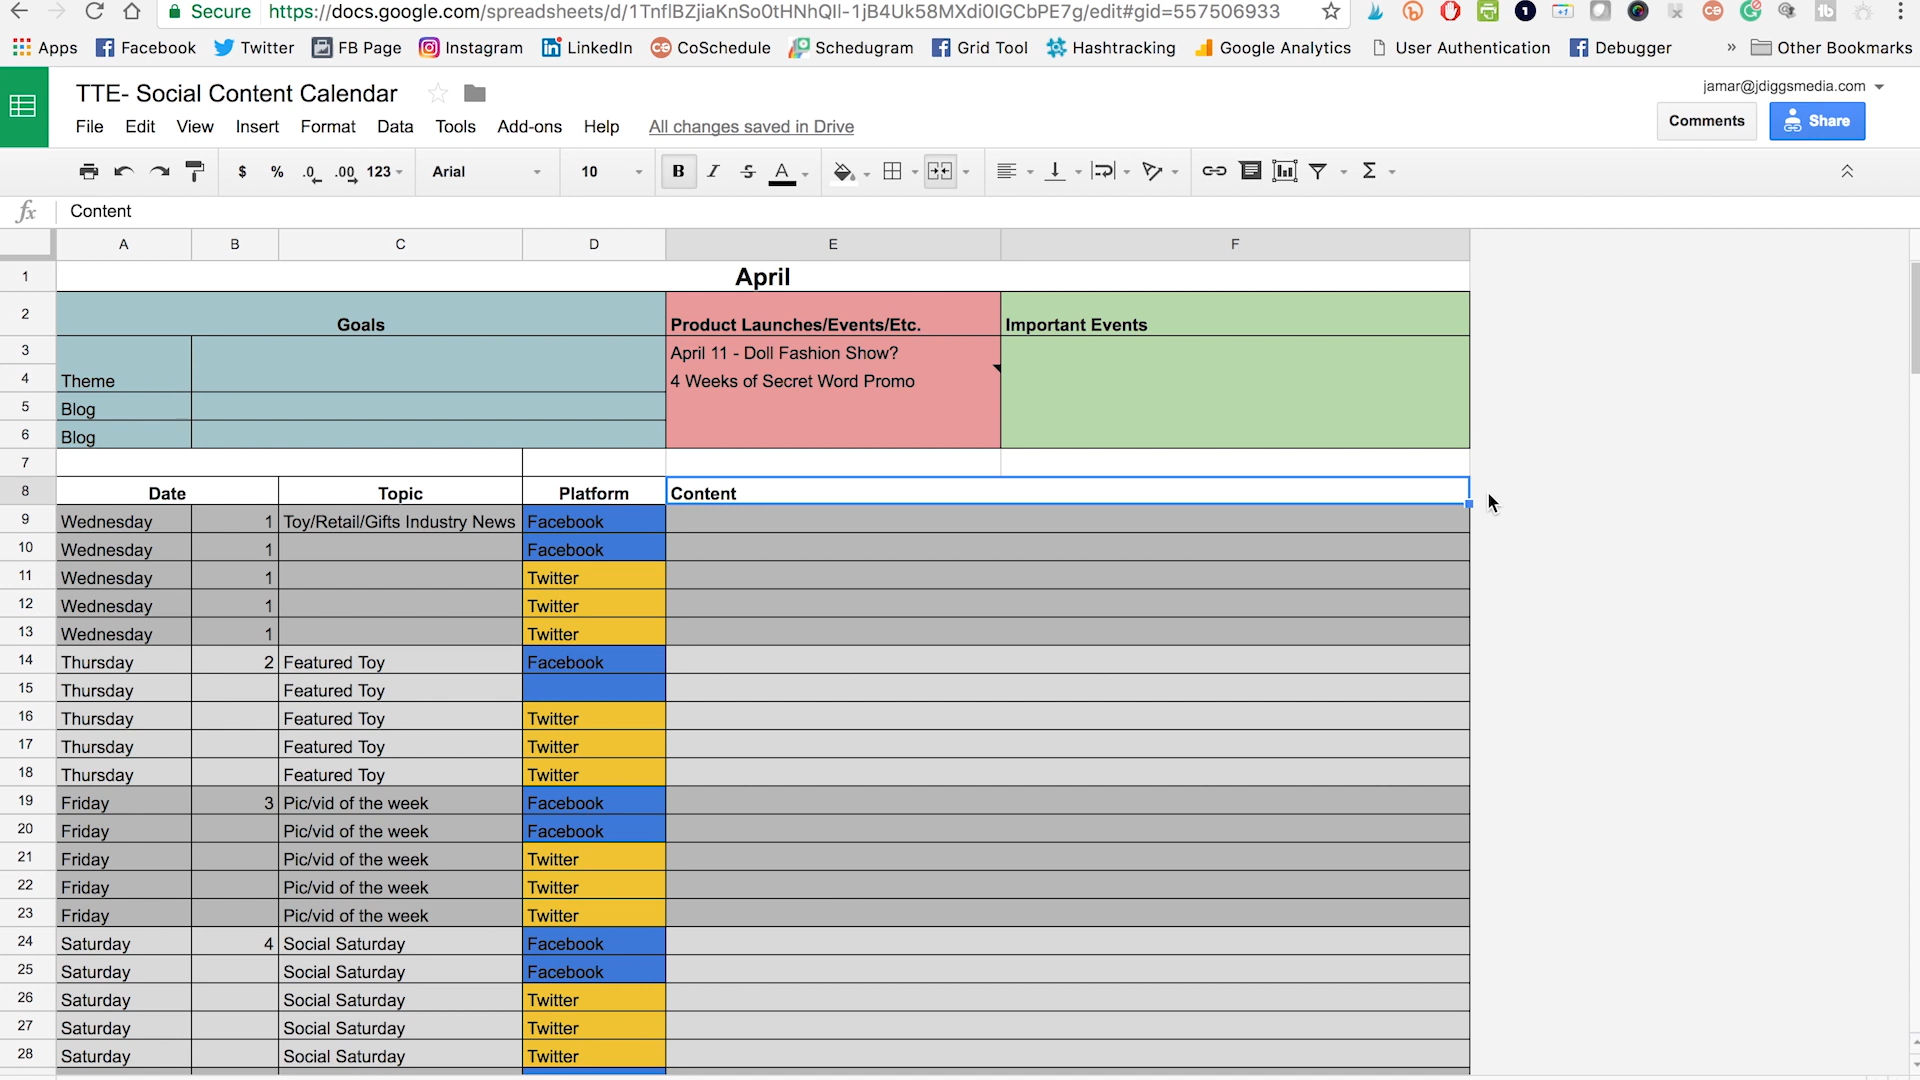 Secure https://docs.google.com/spreadsheets/d/1TnflBZjiaKnSo0tHNhQIl-1jB4Uk58MXdi0lGCbPE7g/edit#gid=557506933
Apps Facebook Twitter FB Page Instagram LinkedIn CoSchedule Schedugram Grid Tool Hashtracking Google Analytics User Authentication Debugger » Other Bookmarks
TTE- Social Content Calendar
jamar@jdiggsmedia.com
File Edit View Insert Format Data Tools Add-ons Help All changes saved in Drive
Comments Share
$ % .0 .00 123 Arial 10 B I S A Σ
fx Content
A B C D E F
1 April
2 Goals Product Launches/Events/Etc. Important Events
3 April 11 - Doll Fashion Show?
4 Theme 4 Weeks of Secret Word Promo
5 Blog
6 Blog
7
8 Date Topic Platform Content
9 Wednesday 1 Toy/Retail/Gifts Industry News Facebook
10 Wednesday 1 Facebook
11 Wednesday 1 Twitter
12 Wednesday 1 Twitter
13 Wednesday 1 Twitter
14 Thursday 2 Featured Toy Facebook
15 Thursday Featured Toy
16 Thursday Featured Toy Twitter
17 Thursday Featured Toy Twitter
18 Thursday Featured Toy Twitter
19 Friday 3 Pic/vid of the week Facebook
20 Friday Pic/vid of the week Facebook
21 Friday Pic/vid of the week Twitter
22 Friday Pic/vid of the week Twitter
23 Friday Pic/vid of the week Twitter
24 Saturday 4 Social Saturday Facebook
25 Saturday Social Saturday Facebook
26 Saturday Social Saturday Twitter
27 Saturday Social Saturday Twitter
28 Saturday Social Saturday Twitter